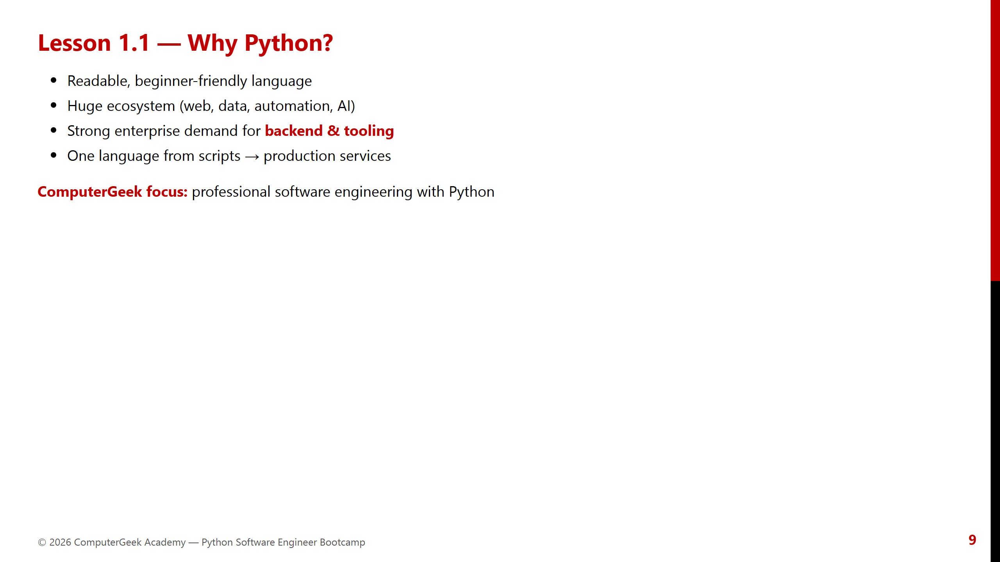 Lesson 1.1 — Why Python?
• Readable, beginner-friendly language
• Huge ecosystem (web, data, automation, AI)
• Strong enterprise demand for backend & tooling
• One language from scripts → production services
ComputerGeek focus: professional software engineering with Python
© 2026 ComputerGeek Academy — Python Software Engineer Bootcamp
9